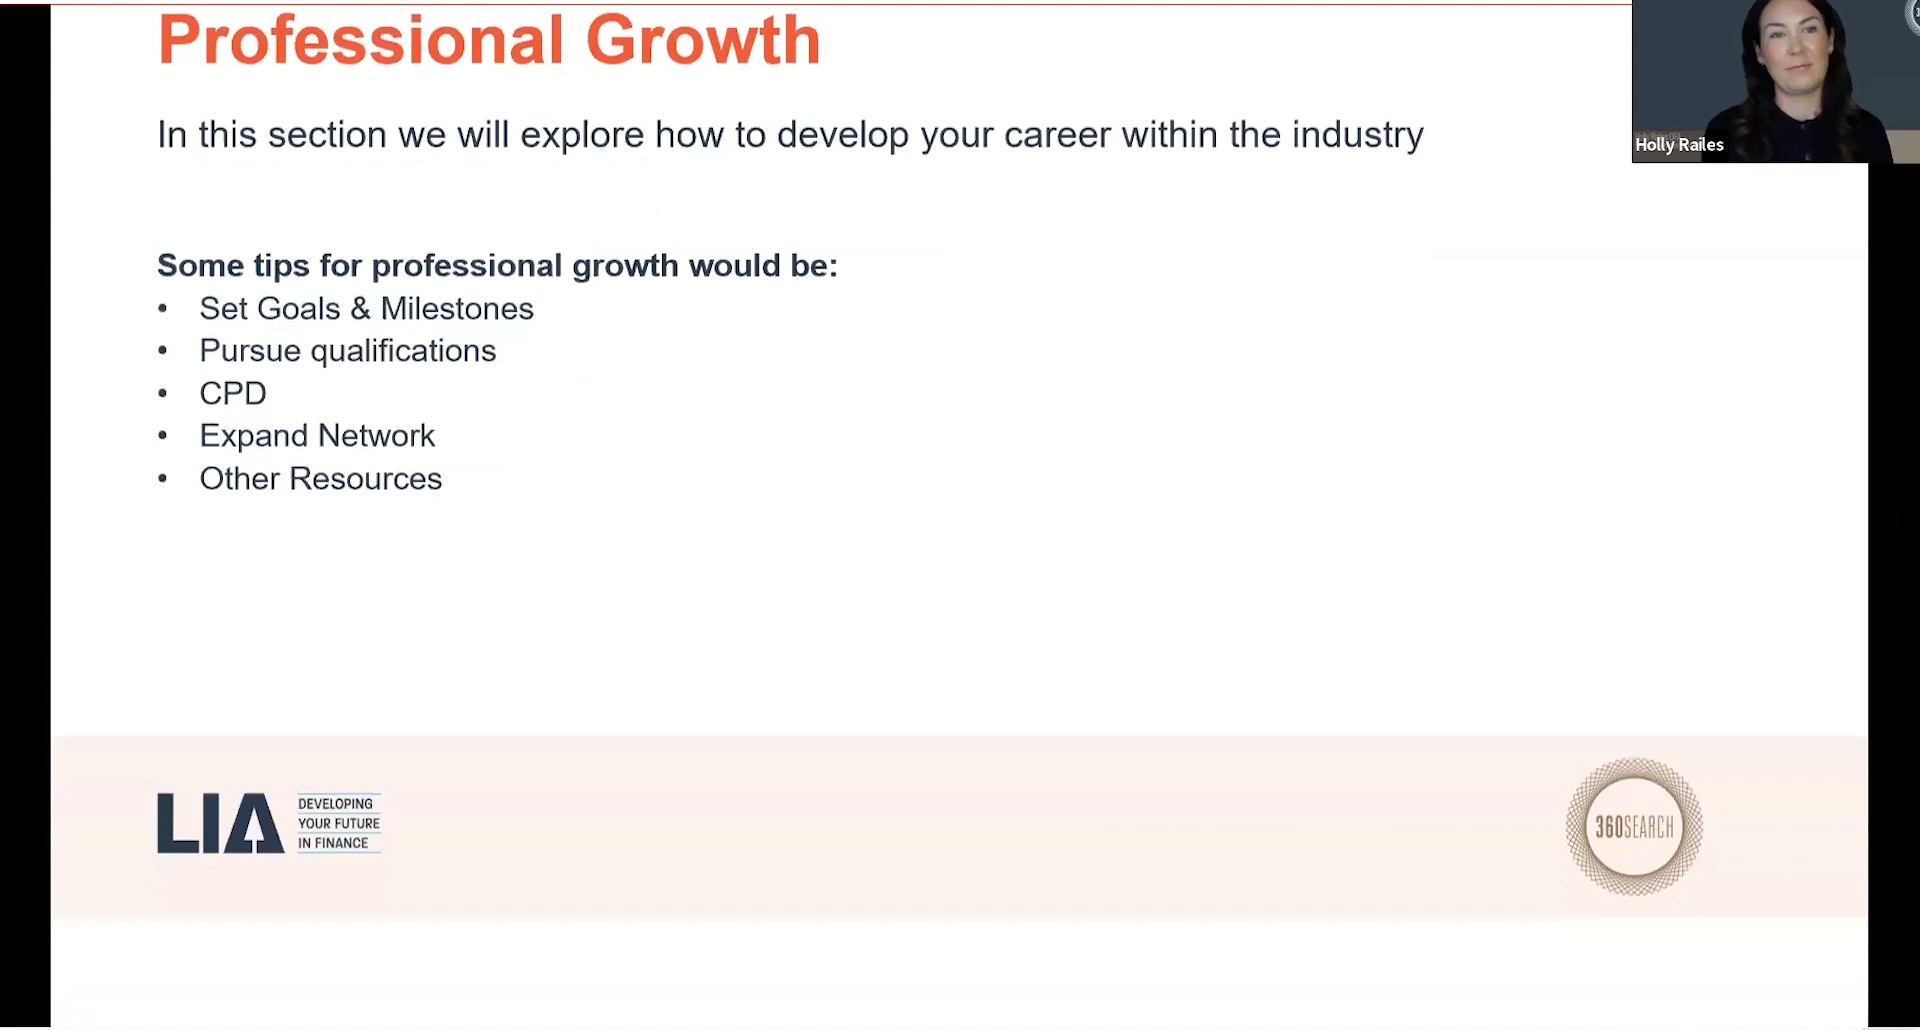 Professional Growth
In this section we will explore how to develop your career within the industry
Holly Railes
Some tips for professional growth would be:
• Set Goals & Milestones
• Pursue qualifications
• CPD
• Expand Network
• Other Resources
LIA
DEVELOPING
YOUR FUTURE
IN FINANCE
360SEARCH